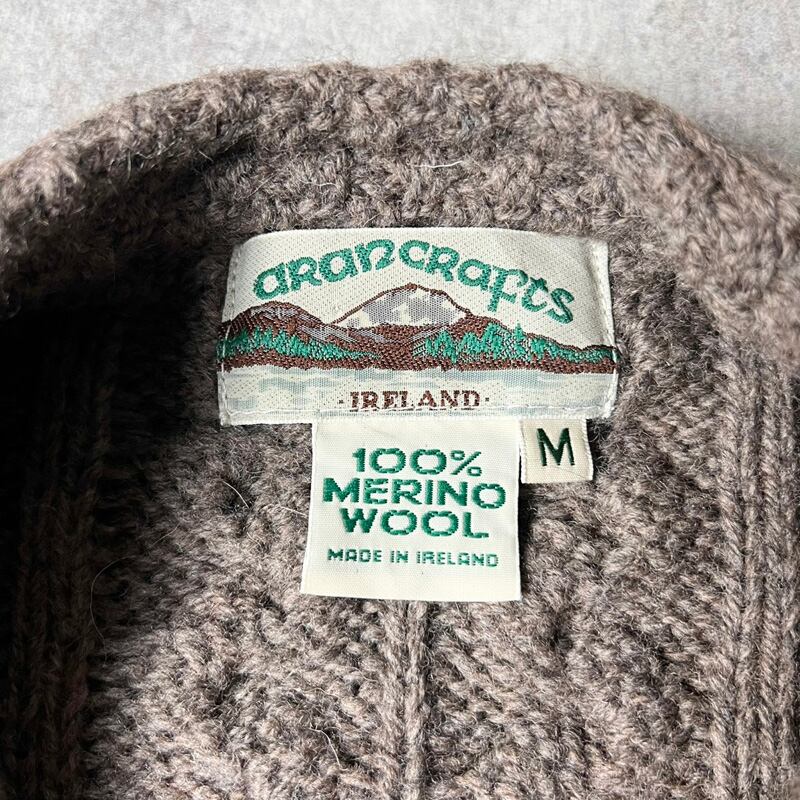 arancrafts
· IRELAND ·
M
100%
MERINO
WOOL
MADE IN IRELAND